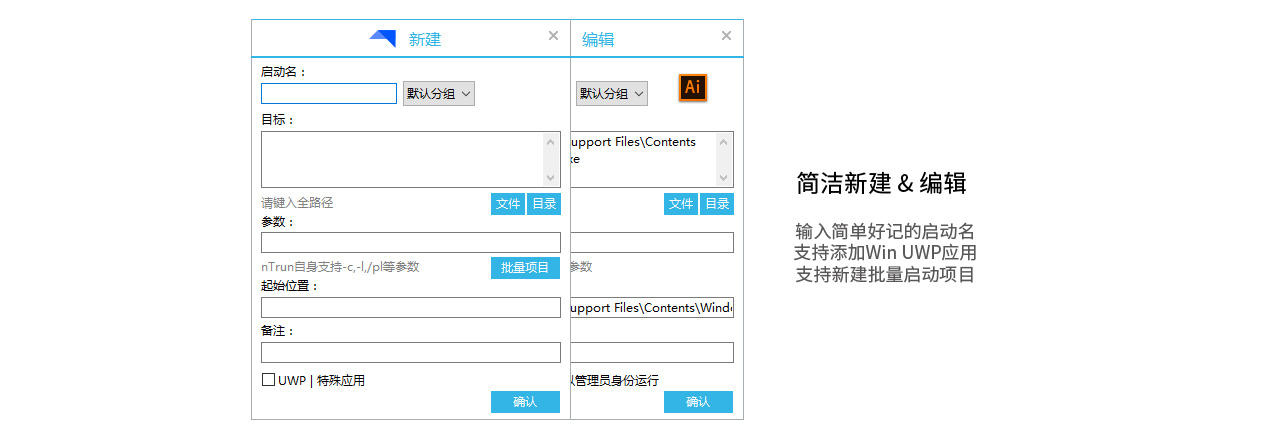 新建
启动名：
默认分组
目标：
请键入全路径
文件
目录
参数：
nTrun自身支持-c,-l,/pl等参数
批量项目
起始位置：
备注：
UWP | 特殊应用
确认
编辑
默认分组
Ai
upport Files\Contents
xe
文件
目录
参数
upport Files\Contents\Wind
以管理员身份运行
确认
简洁新建 & 编辑
输入简单好记的启动名
支持添加Win UWP应用
支持新建批量启动项目